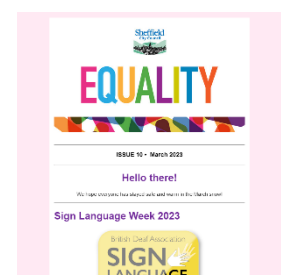 Sheffield
City Council
EQUALITY
ISSUE 10 - March 2023
Hello there!
We hope everyone has stayed safe and warm in the March snow!
Sign Language Week 2023
British Deaf Association
SIGN
LANGUAGE